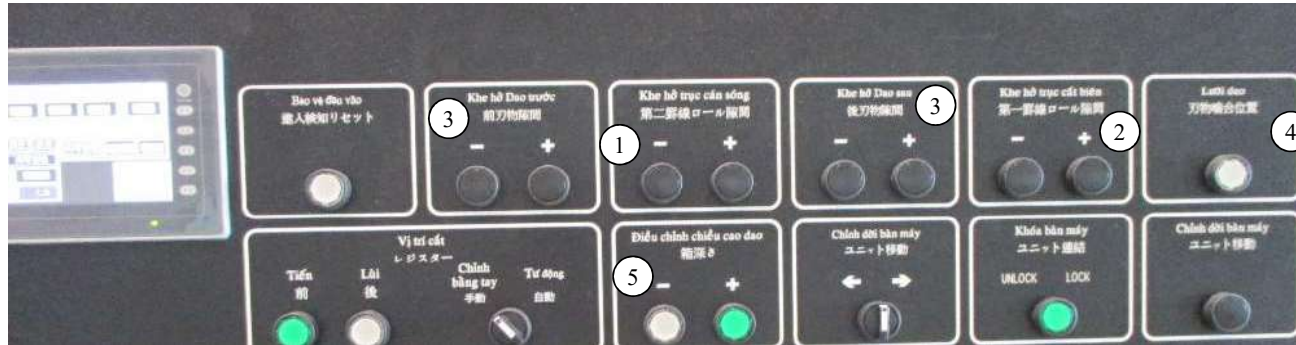 Bao vệ đầu vào
進入検知リセット
Khe hở Dao trước
前刃物隙間
3
- +
Khe hở trục cán sóng
第二罫線ロール隙間
1
- +
Khe hở Dao sau
後刃物隙間
3
- +
Khe hở trục cắt biên
第一罫線ロール隙間
2
- +
Lưỡi dao
刃物噛合位置
4
Vị trí cắt
レジスター
Tiến
前
Lùi
後
Chỉnh
bằng tay
手動
Tự động
自動
Điều chỉnh chiều cao dao
箱深さ
5
- +
Chỉnh dời bàn máy
ユニット移動
← →
Khóa bàn máy
ユニット連結
UNLOCK LOCK
Chỉnh dời bàn máy
ユニット移動